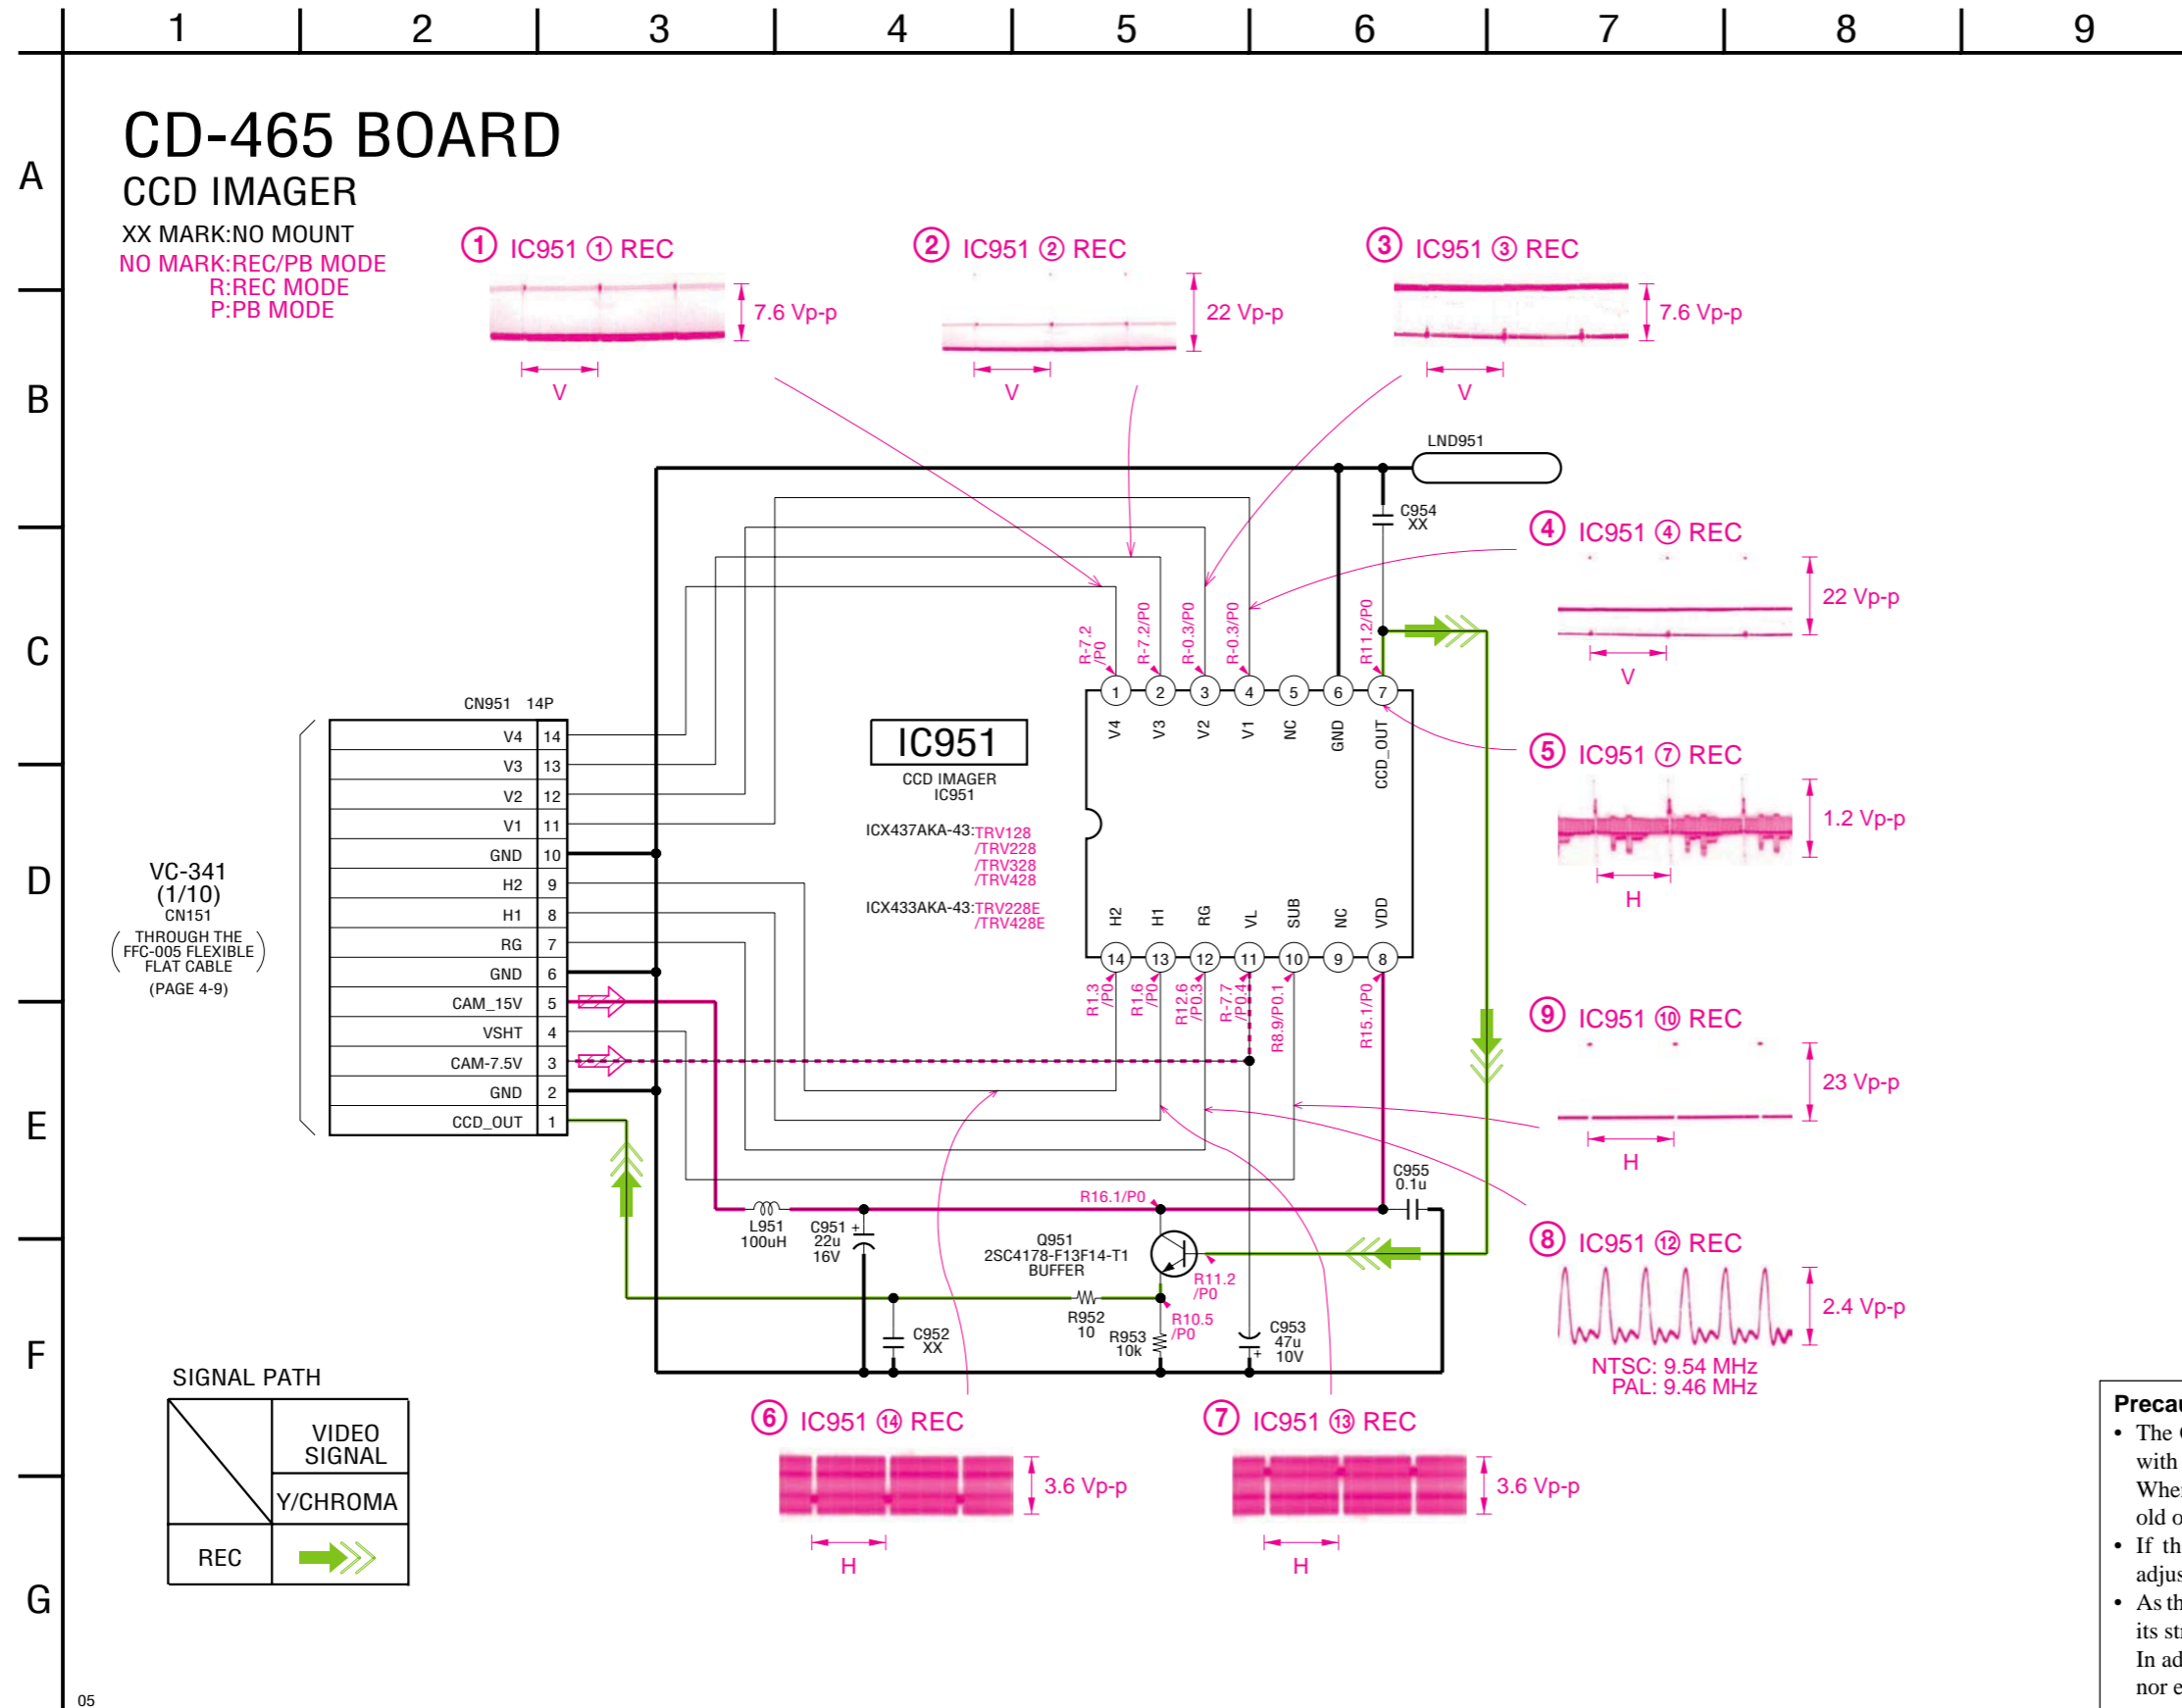 1 2 3 4 5 6 7 8 9
A
B
C
D
E
F
G
CD-465 BOARD
CCD IMAGER
XX MARK:NO MOUNT
NO MARK:REC/PB MODE
R:REC MODE
P:PB MODE
① IC951 ① REC
7.6 Vp-p
V
② IC951 ② REC
22 Vp-p
V
③ IC951 ③ REC
7.6 Vp-p
V
LND951
C954
XX
④ IC951 ④ REC
22 Vp-p
V
R-7.2
/P0
R-7.2/P0
R-0.3/P0
R-0.3/P0
R11.2/P0
1 2 3 4 5 6 7
V4 V3 V2 V1 NC GND CCD_OUT
⑤ IC951 ⑦ REC
1.2 Vp-p
H
CN951 14P
V4 14
V3 13
V2 12
V1 11
GND 10
H2 9
H1 8
RG 7
GND 6
CAM_15V 5
VSHT 4
CAM-7.5V 3
GND 2
CCD_OUT 1
VC-341
(1/10)
CN151
THROUGH THE
FFC-005 FLEXIBLE
FLAT CABLE
(PAGE 4-9)
IC951
CCD IMAGER
IC951
ICX437AKA-43:TRV128
/TRV228
/TRV328
/TRV428
ICX433AKA-43:TRV228E
/TRV428E
H2 H1 RG VL SUB NC VDD
14 13 12 11 10 9 8
R1.3
/P0
R1.6
/P0
R12.6
/P0.3
R-7.7
/P0.4
R8.9/P0.1
R15.1/P0
⑨ IC951 ⑩ REC
23 Vp-p
H
C955
0.1u
R16.1/P0
L951
100uH
C951
22u
16V
+
Q951
2SC4178-F13F14-T1
BUFFER
R11.2
/P0
R10.5
/P0
R952
10
R953
10k
C952
XX
C953
47u
10V
+
⑧ IC951 ⑫ REC
2.4 Vp-p
NTSC: 9.54 MHz
PAL: 9.46 MHz
⑥ IC951 ⑭ REC
3.6 Vp-p
H
⑦ IC951 ⑬ REC
3.6 Vp-p
H
SIGNAL PATH
VIDEO
SIGNAL
Y/CHROMA
REC
• The
with
old
• If
• As
its
In
nor
05